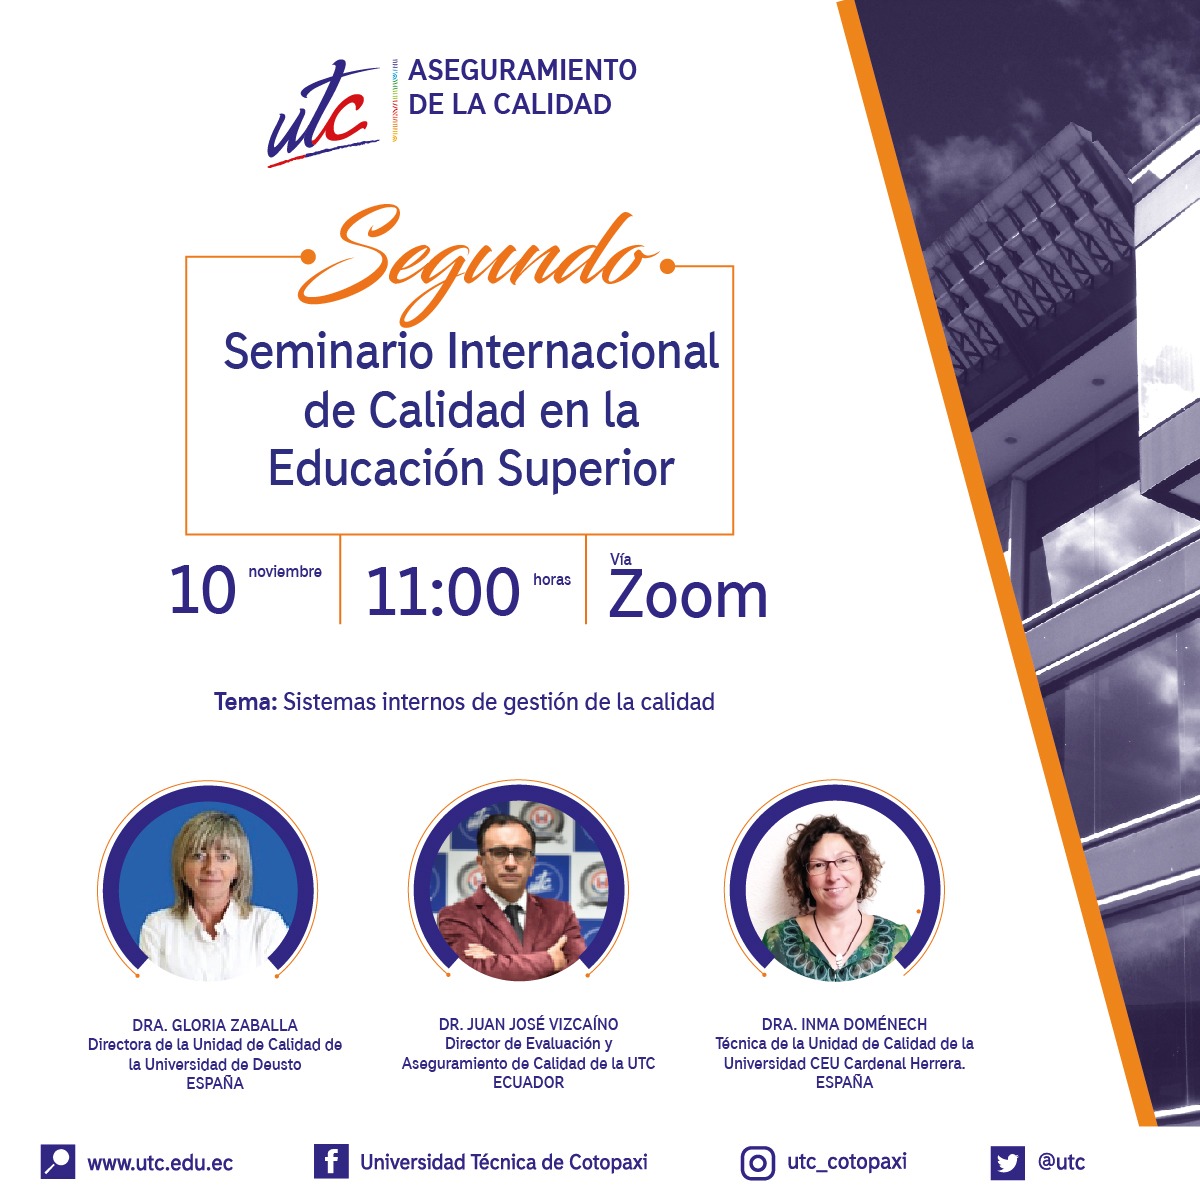 utc
ASEGURAMIENTO
DE LA CALIDAD
Segundo
Seminario Internacional
de Calidad en la
Educación Superior
10 noviembre
11:00 horas
Vía
Zoom
Tema: Sistemas internos de gestión de la calidad
DRA. GLORIA ZABALLA
Directora de la Unidad de Calidad de
la Universidad de Deusto
ESPAÑA
DR. JUAN JOSÉ VIZCAÍNO
Director de Evaluación y
Aseguramiento de Calidad de la UTC
ECUADOR
DRA. INMA DOMÉNECH
Técnica de la Unidad de Calidad de la
Universidad CEU Cardenal Herrera.
ESPAÑA
www.utc.edu.ec
Universidad Técnica de Cotopaxi
utc_cotopaxi
@utc